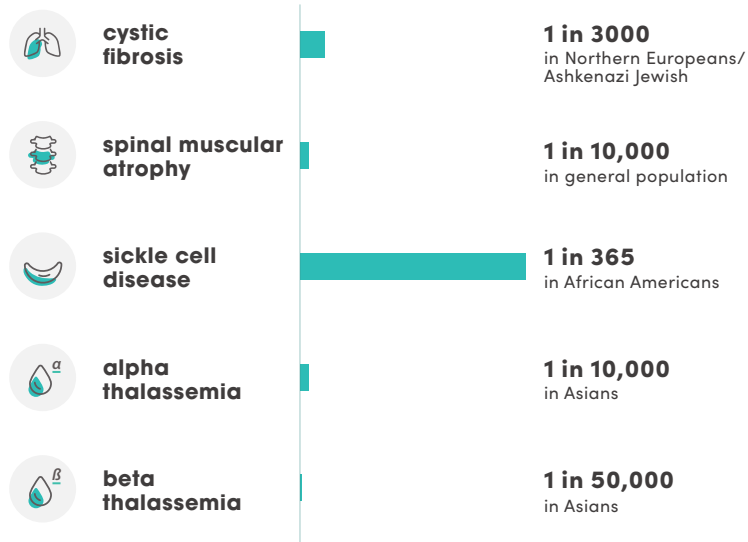 cystic
fibrosis
1 in 3000
in Northern Europeans/
Ashkenazi Jewish
spinal muscular
atrophy
1 in 10,000
in general population
sickle cell
disease
1 in 365
in African Americans
α
alpha
thalassemia
1 in 10,000
in Asians
ß
beta
thalassemia
1 in 50,000
in Asians